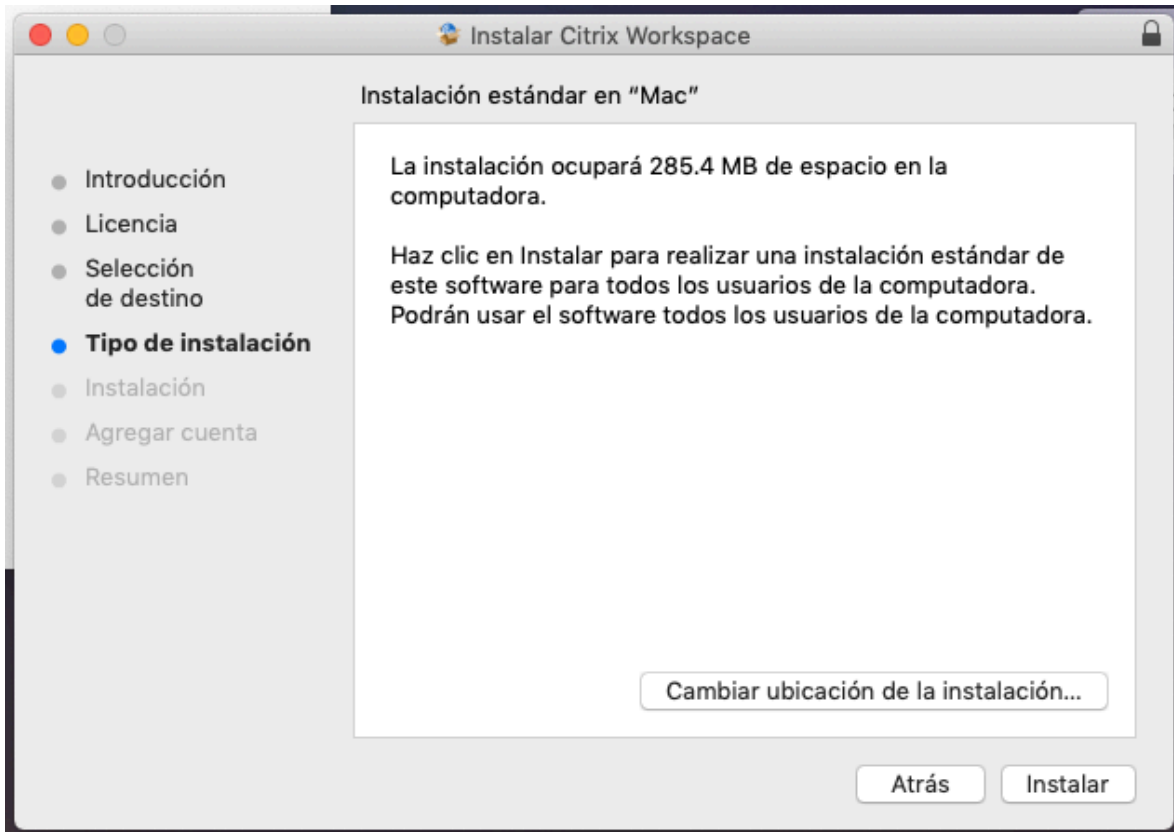 Instalar Citrix Workspace
Instalación estándar en “Mac”
Introducción
Licencia
Selección
de destino
Tipo de instalación
Instalación
Agregar cuenta
Resumen
La instalación ocupará 285.4 MB de espacio en la
computadora.
Haz clic en Instalar para realizar una instalación estándar de
este software para todos los usuarios de la computadora.
Podrán usar el software todos los usuarios de la computadora.
Cambiar ubicación de la instalación...
Atrás
Instalar